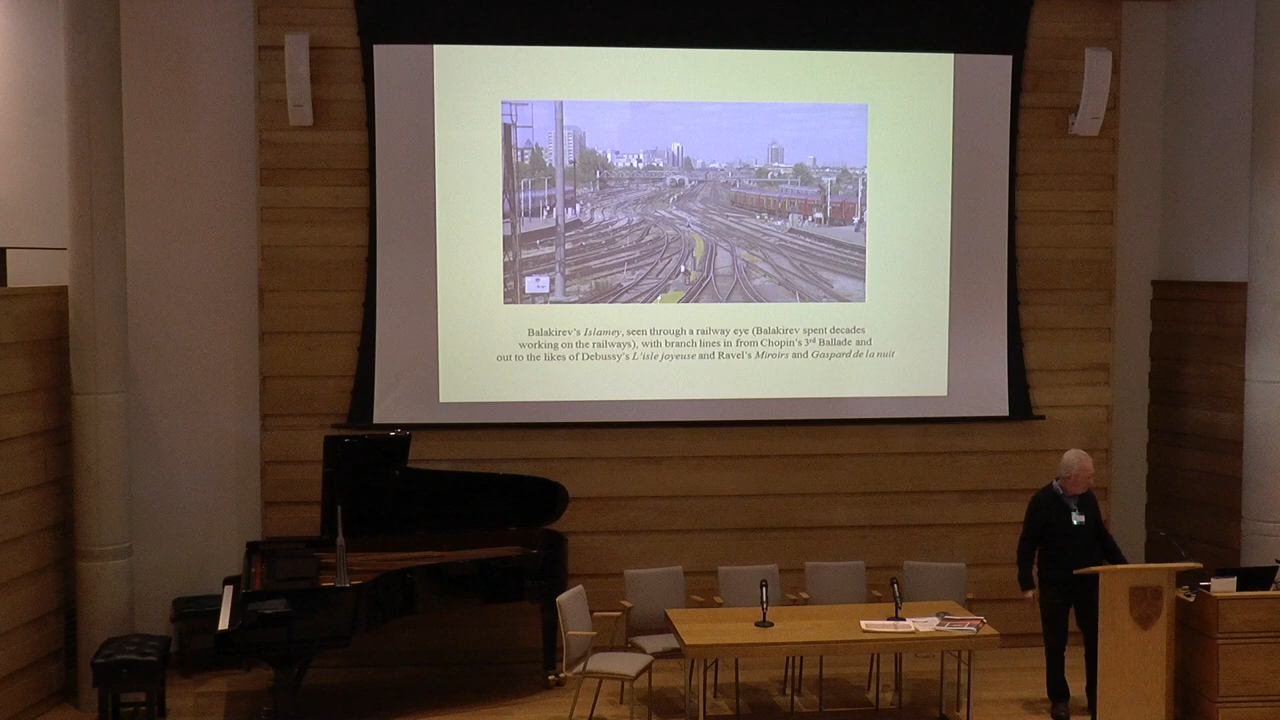 Balakirev's Islamey, seen through a railway eye (Balakirev spent decades
working on the railways), with branch lines in from Chopin's 3rd Ballade and
out to the likes of Debussy's L'isle joyeuse and Ravel's Miroirs and Gaspard de la nuit